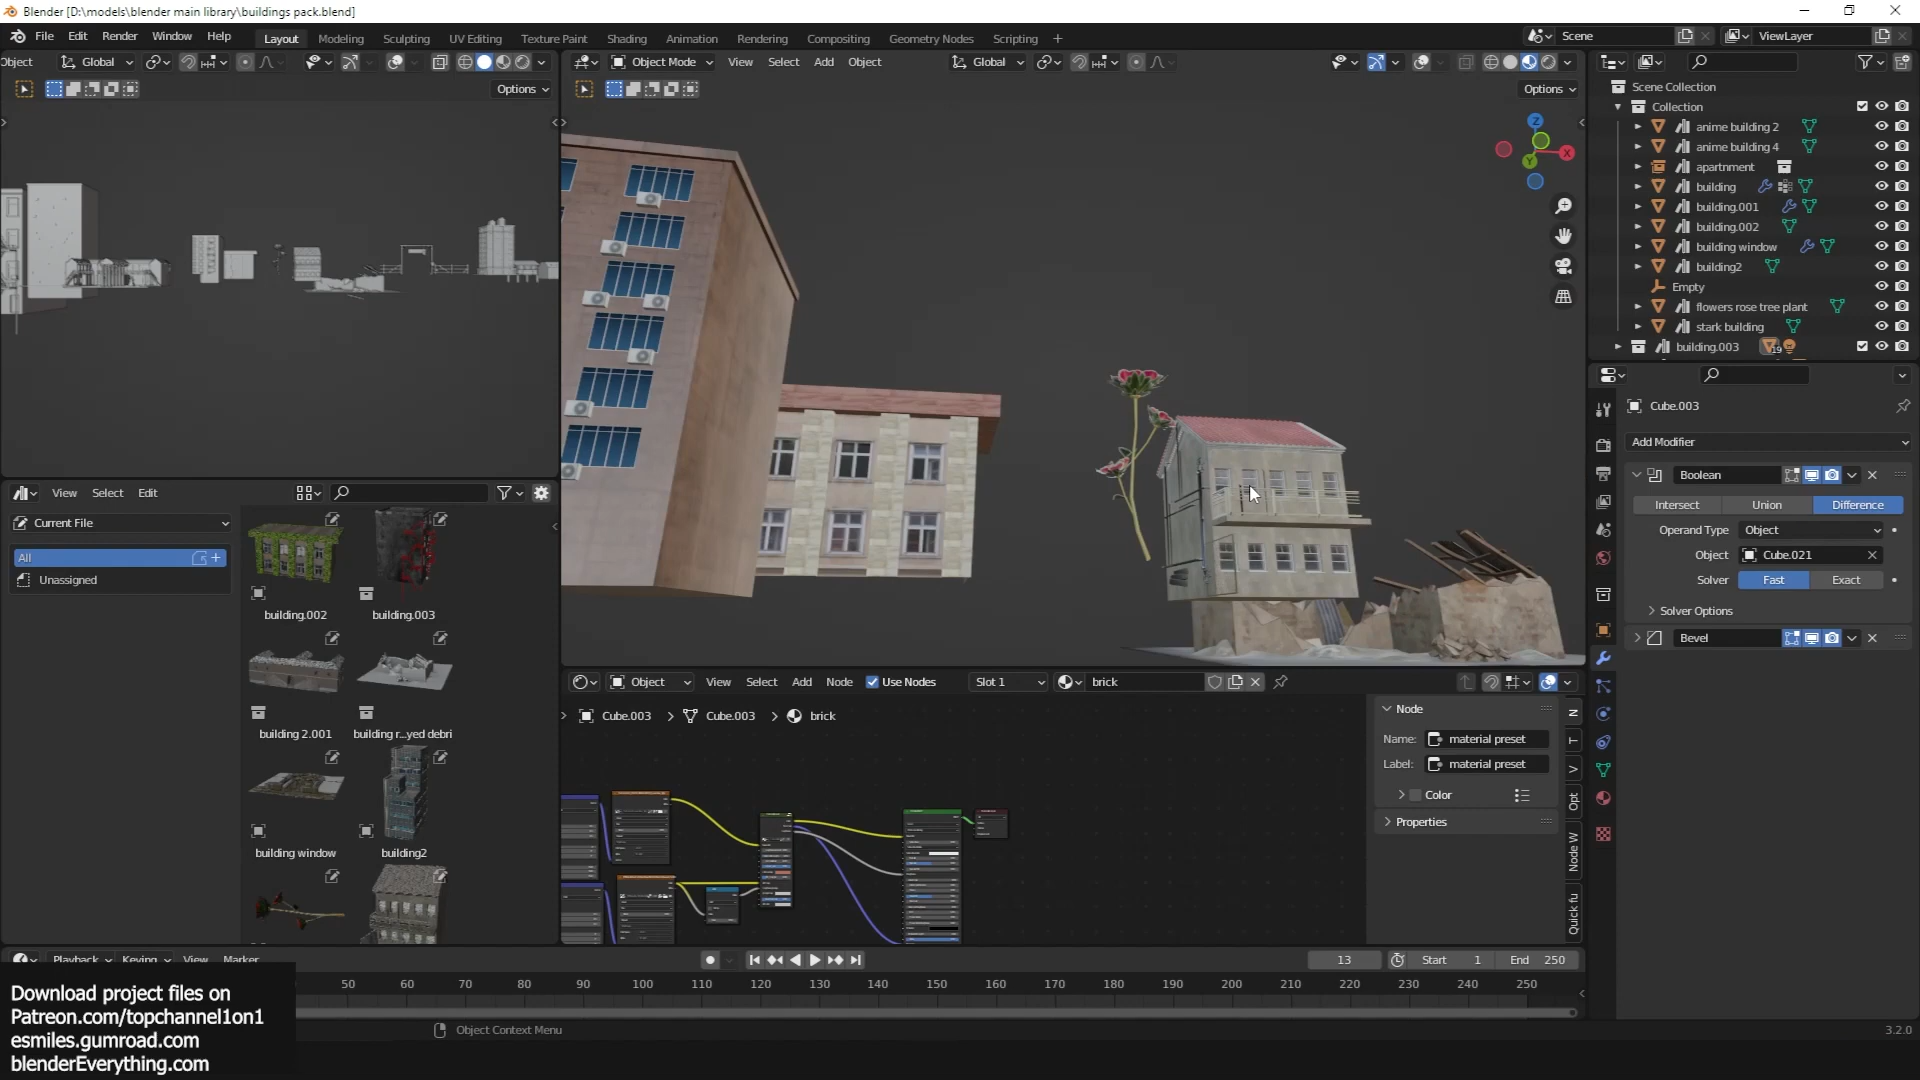 Blender [D:\models\blender main library\buildings pack.blend]
File Edit Render Window Help
Layout Modeling Sculpting UV Editing Texture Paint Shading Animation Rendering Compositing Geometry Nodes Scripting +
Scene
ViewLayer
Object
Global
Options
Object Mode
View Select Add Object
Global
Options
Z
X
Y
View Select Edit
Current File
All
Unassigned
building.002
building.003
building 2.001
building r...yed debri
building window
building2
Object
View Select Add Node Use Nodes
Slot 1
brick
Cube.003
Cube.003
brick
Node
Name: material preset
Label: material preset
Color
Properties
N
T
V
Opt
Node W
Quick fu
Scene Collection
Collection
anime building 2
anime building 4
apartnment
building
building.001
building.002
building window
building2
Empty
flowers rose tree plant
stark building
building.003
19
Cube.003
Add Modifier
Boolean
Intersect Union Difference
Operand Type Object
Object Cube.021
Solver Fast Exact
Solver Options
Bevel
Playback Keying View Marker
13
Start 1 End 250
50 60 70 80 90 100 110 120 130 140 150 160 170 180 190 200 210 220 230 240 250
Object Context Menu
3.2.0
Download project files on
Patreon.com/topchannel1on1
esmiles.gumroad.com
blenderEverything.com